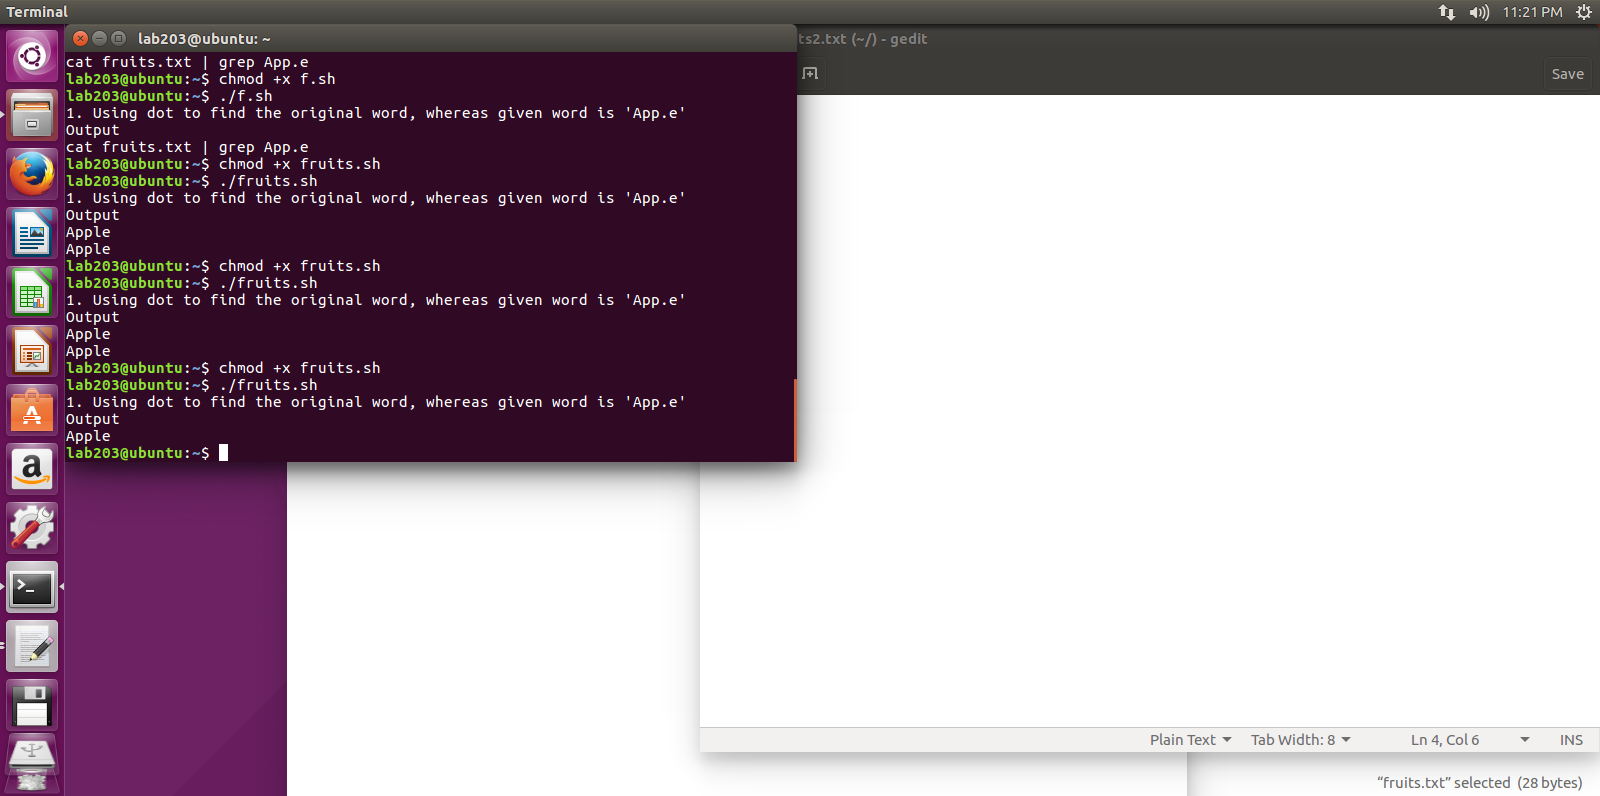 Terminal
11:21 PM
lab203@ubuntu: ~
ts2.txt (~/) - gedit
Save
cat fruits.txt | grep App.e
lab203@ubuntu:~$ chmod +x f.sh
lab203@ubuntu:~$ ./f.sh
1. Using dot to find the original word, whereas given word is 'App.e'
Output
cat fruits.txt | grep App.e
lab203@ubuntu:~$ chmod +x fruits.sh
lab203@ubuntu:~$ ./fruits.sh
1. Using dot to find the original word, whereas given word is 'App.e'
Output
Apple
Apple
lab203@ubuntu:~$ chmod +x fruits.sh
lab203@ubuntu:~$ ./fruits.sh
1. Using dot to find the original word, whereas given word is 'App.e'
Output
Apple
Apple
lab203@ubuntu:~$ chmod +x fruits.sh
lab203@ubuntu:~$ ./fruits.sh
1. Using dot to find the original word, whereas given word is 'App.e'
Output
Apple
lab203@ubuntu:~$
Plain Text Tab Width: 8 Ln 4, Col 6 INS
“fruits.txt” selected (28 bytes)